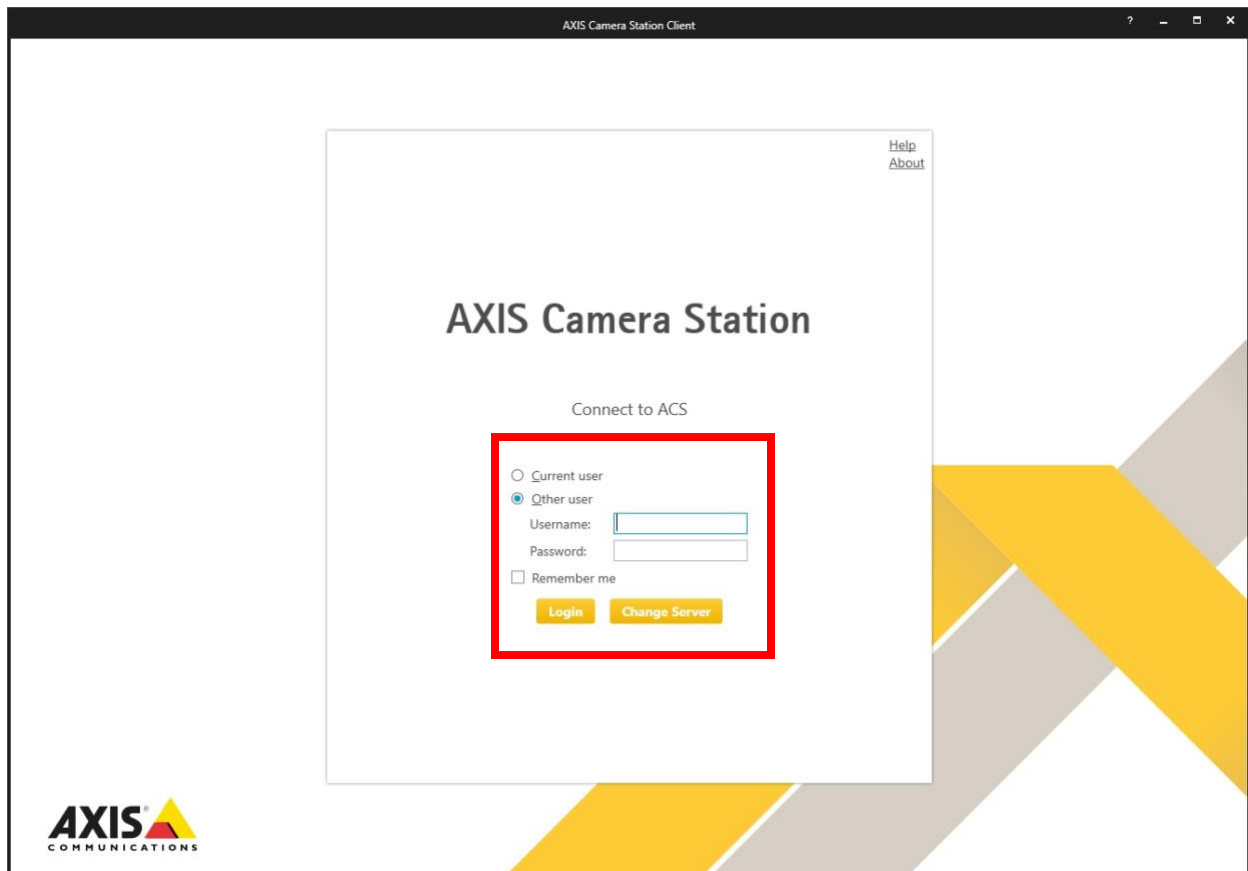 AXIS Camera Station Client
?
Help
About
AXIS Camera Station
Connect to ACS
Current user
Other user
Username:
Password:
Remember me
Login Change Server
AXIS
COMMUNICATIONS